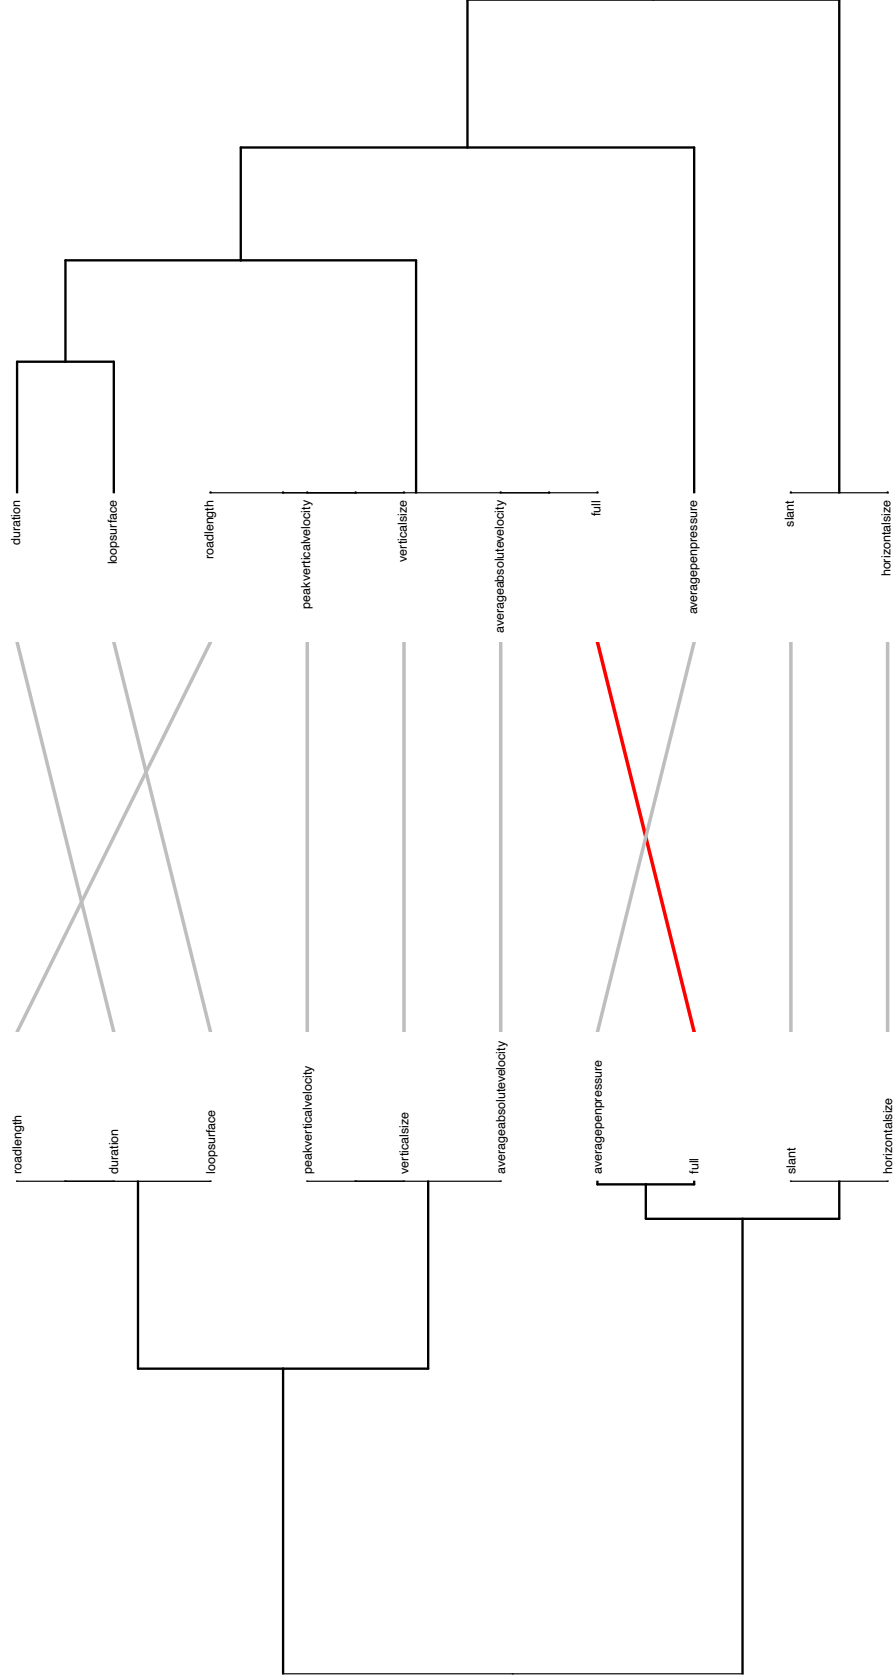 duration
loopsurface
roadlength
peakverticalvelocity
verticalsize
averageabsolutevelocity
full
averagepenpressure
slant
horizontalsize
roadlength
duration
loopsurface
peakverticalvelocity
verticalsize
averageabsolutevelocity
averagepenpressure
full
slant
horizontalsize